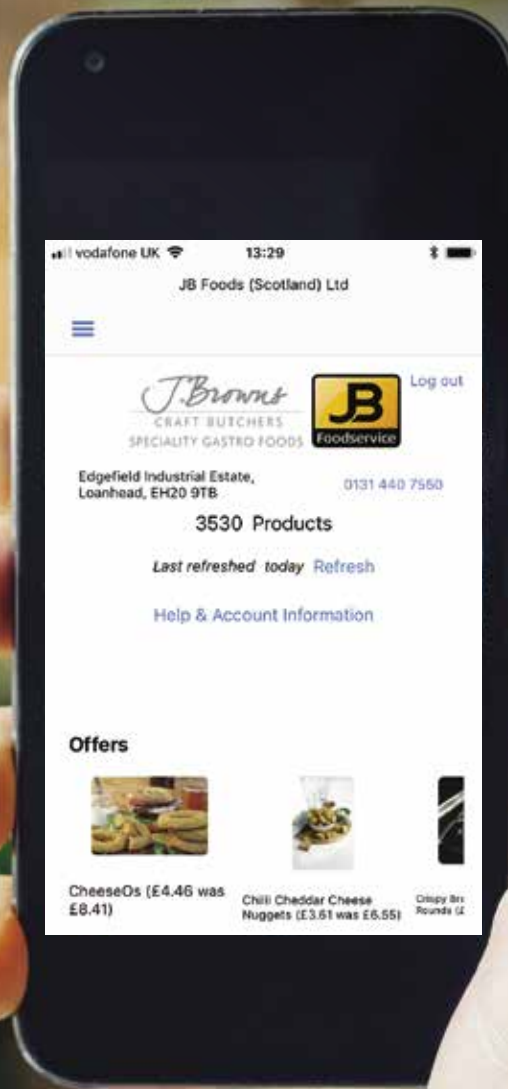 vodafone UK 13:29
JB Foods (Scotland) Ltd
J.Browns
CRAFT BUTCHERS
SPECIALITY GASTRO FOODS
JB
Foodservice
Log out
Edgefield Industrial Estate,
Loanhead, EH20 9TB
0131 440 7550
3530 Products
Last refreshed today Refresh
Help & Account Information
Offers
CheeseOs (£4.46 was
£8.41)
Chilli Cheddar Cheese
Nuggets (£3.61 was £6.55)
Crispy
Rounds